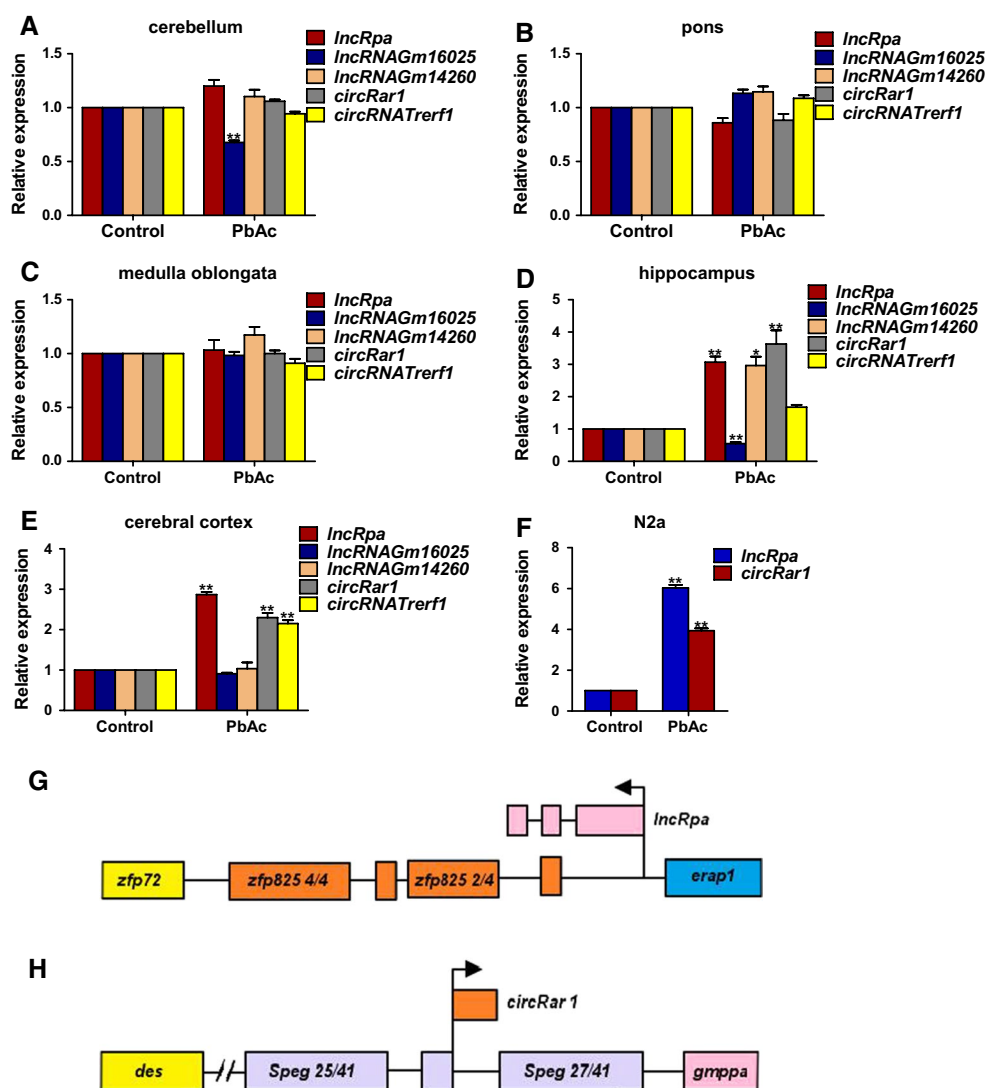 A
cerebellum
Relative expression
1.5
1.0
0.5
0.0
**
Control
PbAc
lncRpa
lncRNAGm16025
lncRNAGm14260
circRar1
circRNATrerf1
B
pons
Relative expression
1.5
1.0
0.5
0.0
Control
PbAc
lncRpa
lncRNAGm16025
lncRNAGm14260
circRar1
circRNATrerf1
C
medulla oblongata
Relative expression
1.5
1.0
0.5
0.0
Control
PbAc
lncRpa
lncRNAGm16025
lncRNAGm14260
circRar1
circRNATrerf1
D
hippocampus
Relative expression
5
4
3
2
1
0
**
**
*
**
Control
PbAc
lncRpa
lncRNAGm16025
lncRNAGm14260
circRar1
circRNATrerf1
E
cerebral cortex
Relative expression
4
3
2
1
0
**
**
**
Control
PbAc
lncRpa
lncRNAGm16025
lncRNAGm14260
circRar1
circRNATrerf1
F
N2a
Relative expression
8
6
4
2
0
**
**
Control
PbAc
lncRpa
circRar1
G
lncRpa
zfp72
zfp825 4/4
zfp825 2/4
erap1
H
circRar 1
des
Speg 25/41
Speg 27/41
gmppa